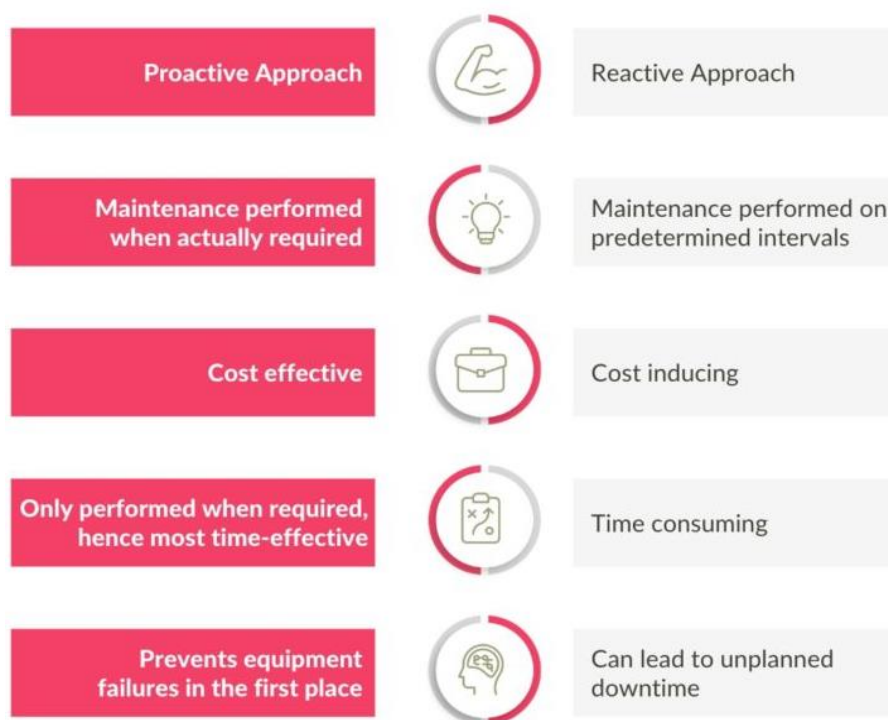 Proactive Approach
Reactive Approach
Maintenance performed
when actually required
Maintenance performed on
predetermined intervals
Cost effective
Cost inducing
Only performed when required,
hence most time-effective
Time consuming
Prevents equipment
failures in the first place
Can lead to unplanned
downtime